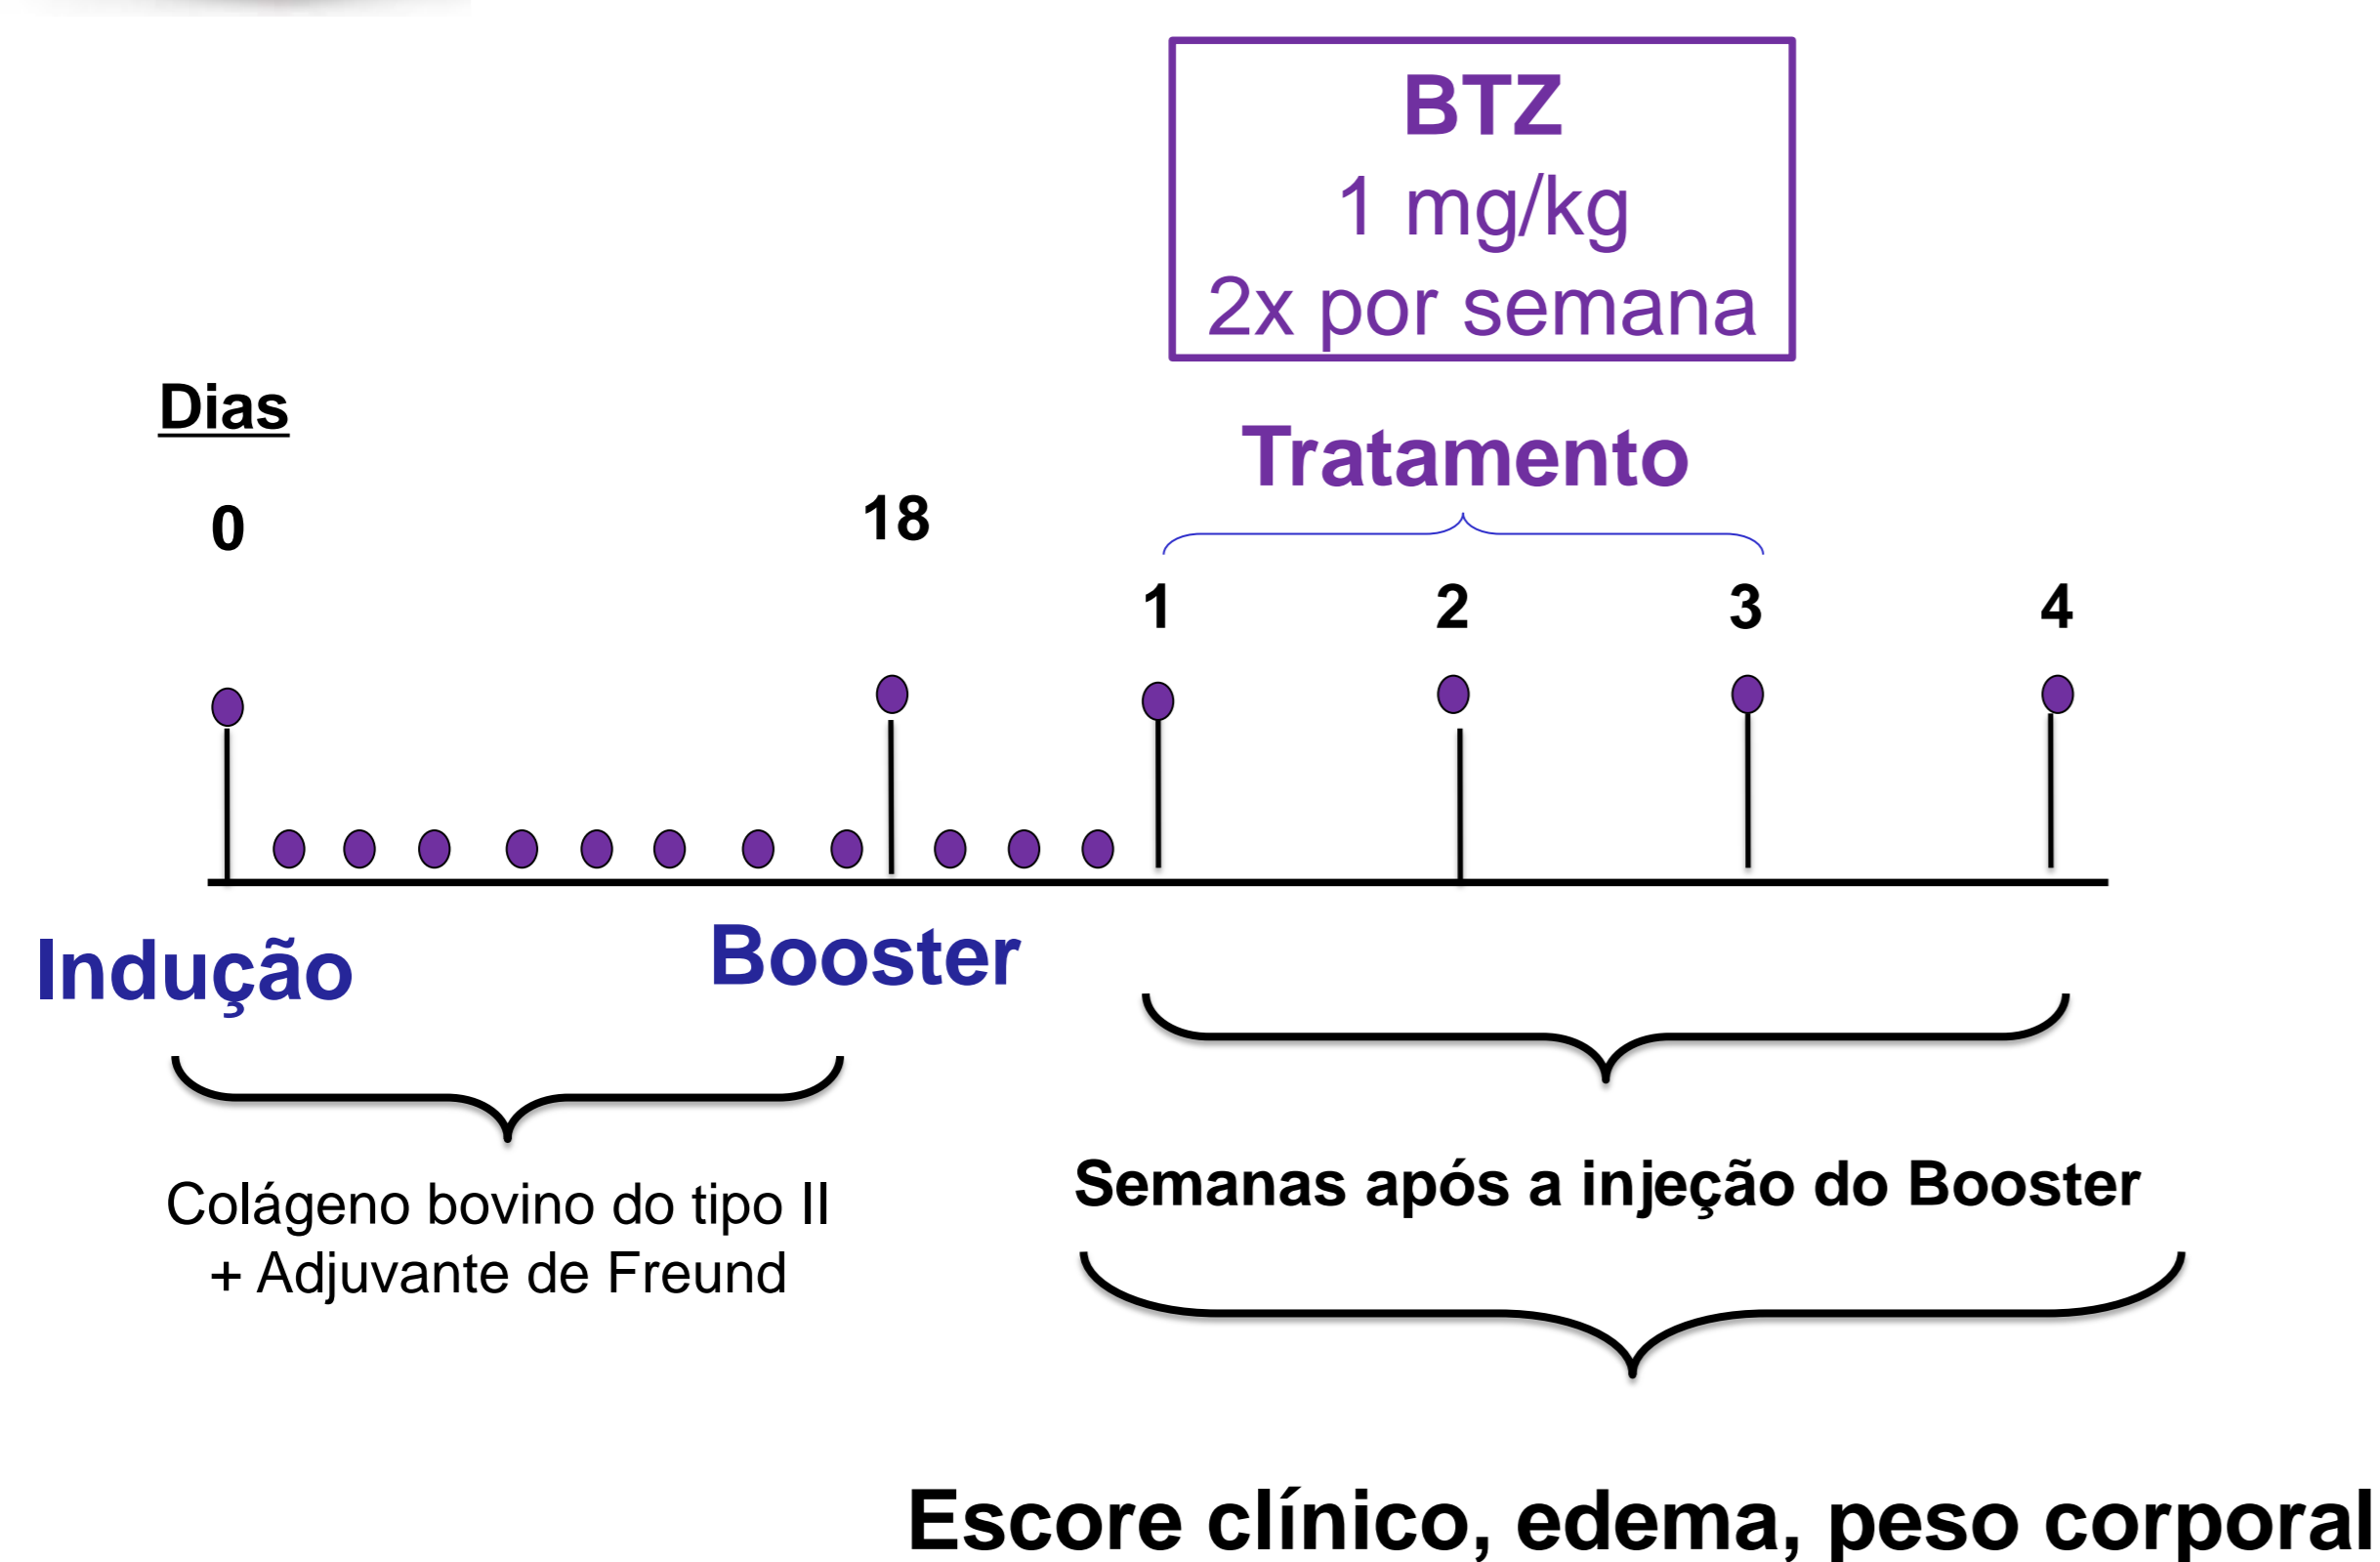 BTZ
1 mg/kg
2x por semana
Dias
Tratamento
0
18
1
2
3
4
Indução
Booster
Colágeno bovino do tipo II
+ Adjuvante de Freund
Semanas após a injeção do Booster
Escore clínico, edema, peso corporal